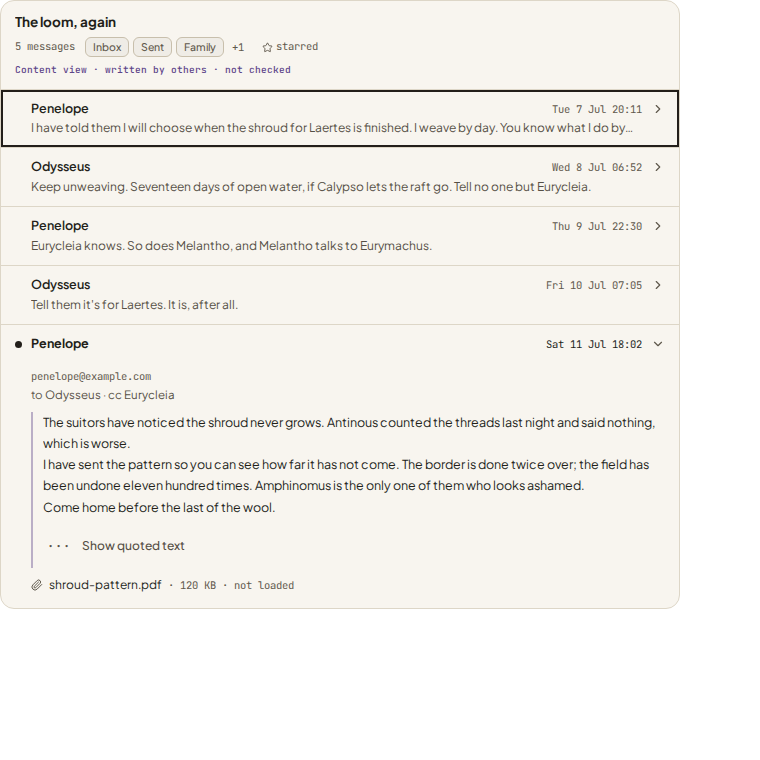 The loom, again
5 messages Inbox Sent Family +1 starred
Content view · written by others · not checked
Penelope Tue 7 Jul 20:11
I have told them I will choose when the shroud for Laertes is finished. I weave by day. You know what I do by…
Odysseus Wed 8 Jul 06:52
Keep unweaving. Seventeen days of open water, if Calypso lets the raft go. Tell no one but Eurycleia.
Penelope Thu 9 Jul 22:30
Eurycleia knows. So does Melantho, and Melantho talks to Eurymachus.
Odysseus Fri 10 Jul 07:05
Tell them it's for Laertes. It is, after all.
Penelope Sat 11 Jul 18:02
penelope@example.com
to Odysseus · cc Eurycleia
The suitors have noticed the shroud never grows. Antinous counted the threads last night and said nothing,
which is worse.
I have sent the pattern so you can see how far it has not come. The border is done twice over; the field has
been undone eleven hundred times. Amphinomus is the only one of them who looks ashamed.
Come home before the last of the wool.
··· Show quoted text
shroud-pattern.pdf · 120 KB · not loaded